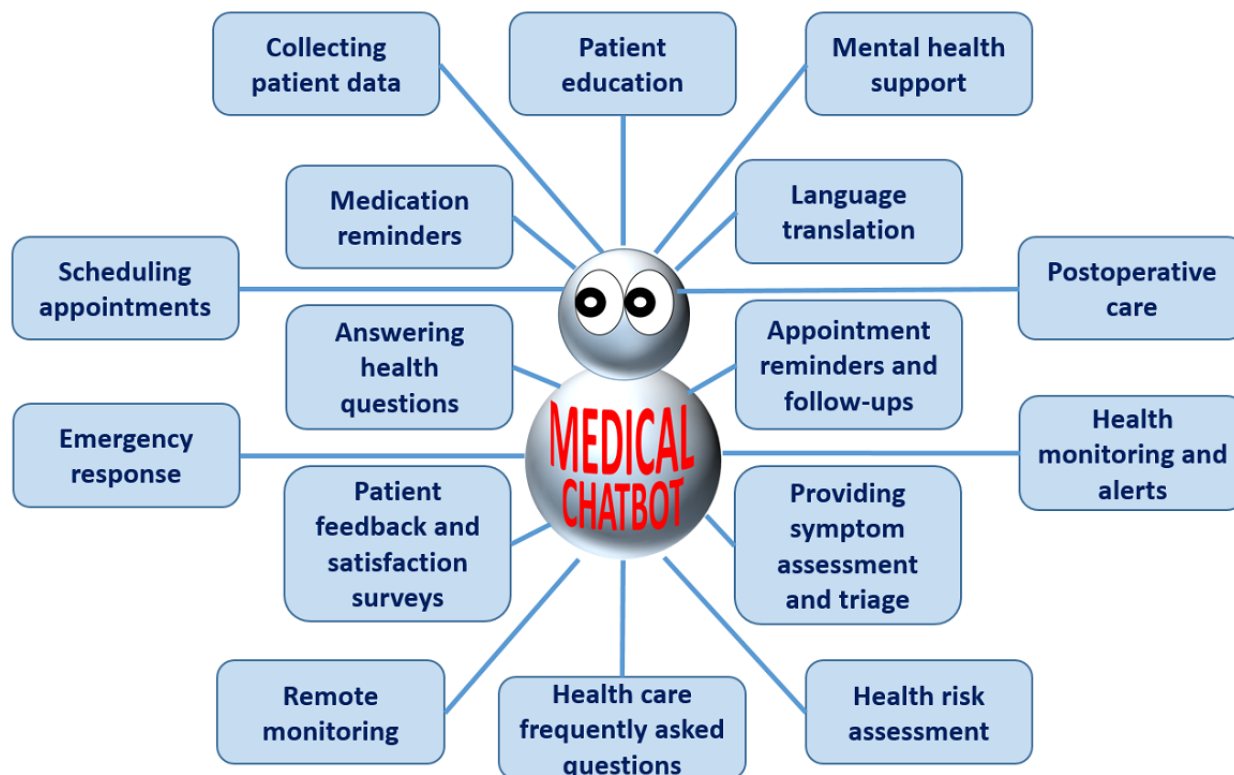 Collecting
patient data
Patient
education
Mental health
support
Medication
reminders
Language
translation
Scheduling
appointments
Postoperative
care
Answering
health
questions
Appointment
reminders and
follow-ups
Emergency
response
MEDICAL
CHATBOT
Health
monitoring and
alerts
Patient
feedback and
satisfaction
surveys
Providing
symptom
assessment
and triage
Remote
monitoring
Health care
frequently asked
questions
Health risk
assessment